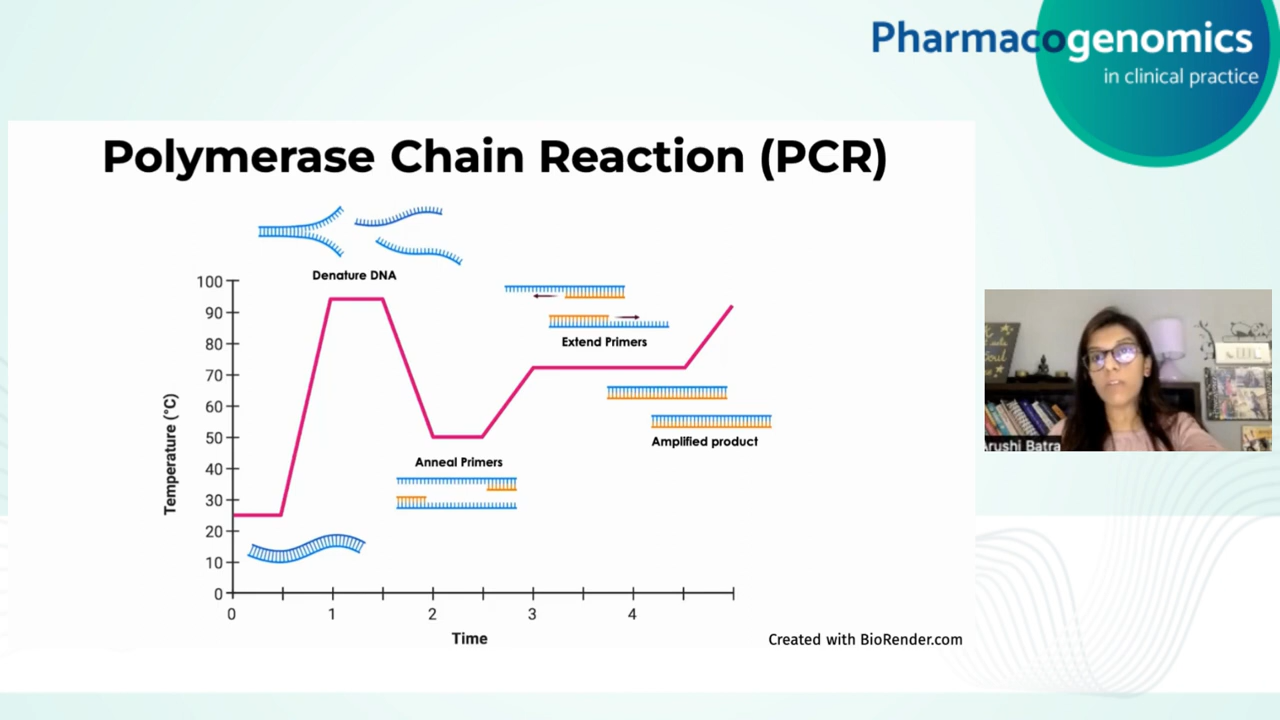 Pharmacogenomics
in clinical practice
Polymerase Chain Reaction (PCR)
Denature DNA
100
90
80
70
60
50
40
30
20
10
0
Temperature (°C)
Extend Primers
Amplified product
Anneal Primers
0 1 2 3 4
Time
Created with BioRender.com
Soul
Arushi Batra